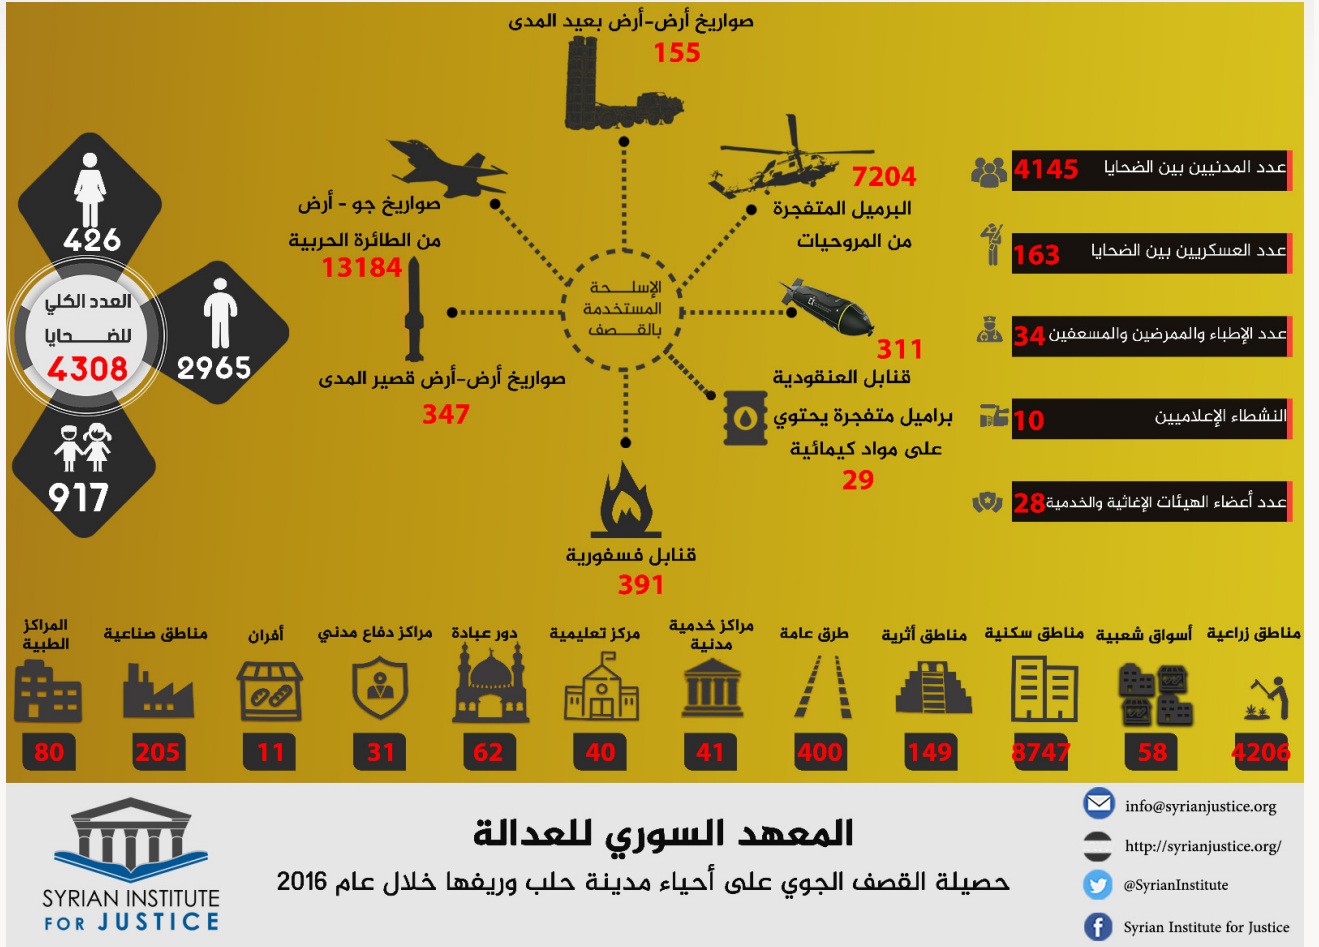 صواريخ أرض-أرض بعيد المدى
155
7204
البرميل المتفجرة
من المروحيات
311
قنابل العنقودية
براميل متفجرة يحتوي
على مواد كيمائية
29
قنابل فسفورية
391
صواريخ أرض-أرض قصير المدى
347
صواريخ جو - أرض
من الطائرة الحربية
13184
الإسلـــحة
المستخدمة
بالقـــصف
عدد المدنيين بين الضحايا 4145
عدد العسكريين بين الضحايا 163
عدد الإطباء والممرضين والمسعفين 34
النشطاء الإعلاميين 10
عدد أعضاء الهيئات الإغاثية والخدمية 28
426
العدد الكلي
للضـــحايا
4308
2965
917
مناطق زراعية
4206
أسواق شعبية
58
مناطق سكنية
8747
مناطق أثرية
149
طرق عامة
400
مراكز خدمية
مدنية
41
مركز تعليمية
40
دور عبادة
62
مراكز دفاع مدني
31
أفران
11
مناطق صناعية
205
المراكز
الطبية
80
المعهد السوري للعدالة
حصيلة القصف الجوي على أحياء مدينة حلب وريفها خلال عام 2016
SYRIAN INSTITUTE
FOR JUSTICE
info@syrianjustice.org
http://syrianjustice.org/
@SyrianInstitute
Syrian Institute for Justice